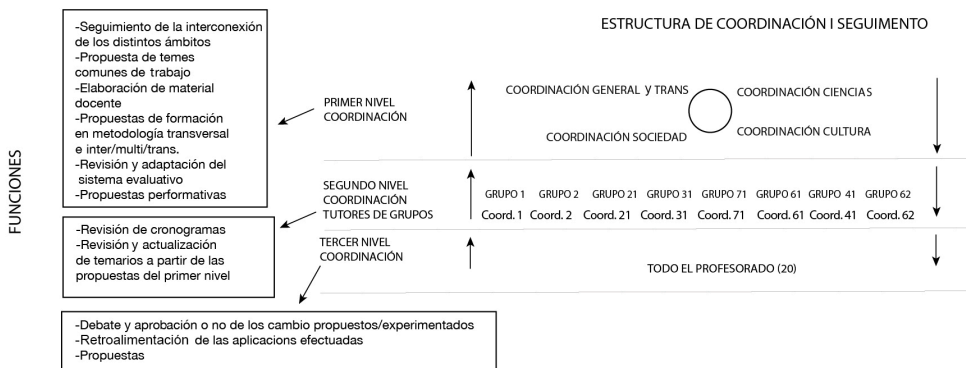 ESTRUCTURA DE COORDINACIÓN I SEGUIMENTO
FUNCIONES
-Seguimiento de la interconexión
de los distintos ámbitos
-Propuesta de temes
comunes de trabajo
-Elaboración de material
docente
-Propuestas de formación
en metodología transversal
e inter/multi/trans.
-Revisión y adaptación del
sistema evaluativo
-Propuestas performativas
PRIMER NIVEL
COORDINACIÓN
COORDINACIÓN GENERAL y TRANS
COORDINACIÓN CIENCIAS
COORDINACIÓN SOCIEDAD
COORDINACIÓN CULTURA
-Revisión de cronogramas
-Revisión y actualización
de temarios a partir de las
propuestas del primer nivel
SEGUNDO NIVEL
COORDINACIÓN
TUTORES DE GRUPOS
GRUPO 1 GRUPO 2 GRUPO 21 GRUPO 31 GRUPO 71 GRUPO 61 GRUPO 41 GRUPO 62
Coord. 1 Coord. 2 Coord. 21 Coord. 31 Coord. 71 Coord. 61 Coord. 41 Coord. 62
TERCER NIVEL
COORDINACIÓN
TODO EL PROFESORADO (20)
-Debate y aprobación o no de los cambio propuestos/experimentados
-Retroalimentación de las aplicacions efectuadas
-Propuestas